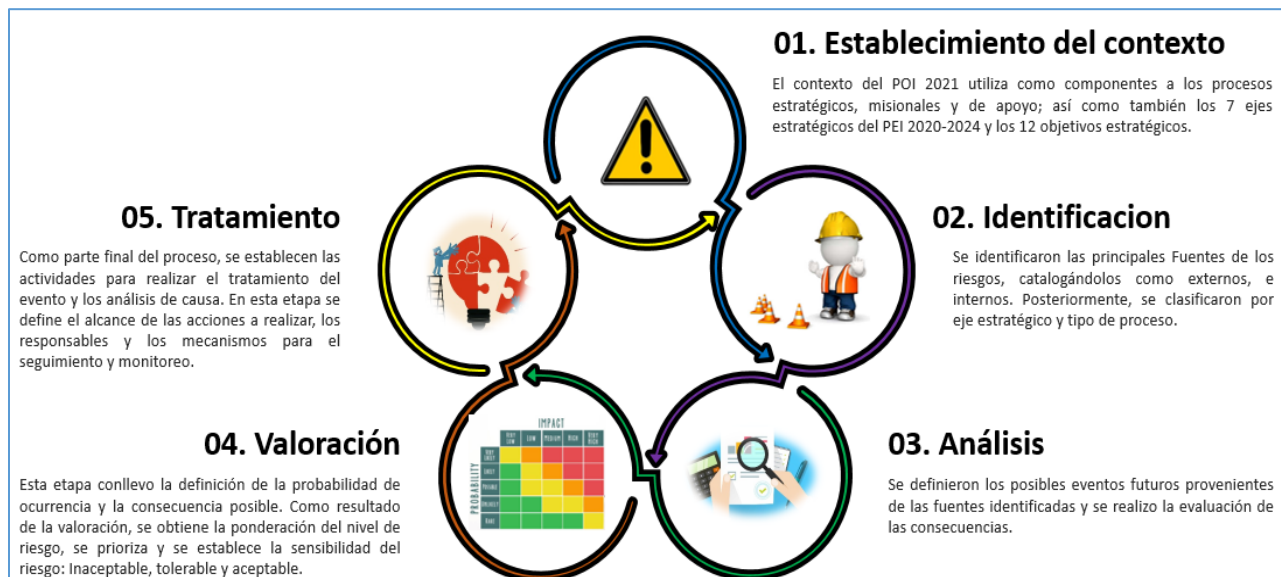 01. Establecimiento del contexto
El contexto del POI 2021 utiliza como componentes a los procesos
estratégicos, misionales y de apoyo; así como también los 7 ejes
estratégicos del PEI 2020-2024 y los 12 objetivos estratégicos.
02. Identificacion
Se identificaron las principales Fuentes de los
riesgos, catalogándolos como externos, e
internos. Posteriormente, se clasificaron por
eje estratégico y tipo de proceso.
03. Análisis
Se definieron los posibles eventos futuros provenientes
de las fuentes identificadas y se realizo la evaluación de
las consecuencias.
04. Valoración
Esta etapa conllevo la definición de la probabilidad de
ocurrencia y la consecuencia posible. Como resultado
de la valoración, se obtiene la ponderación del nivel de
riesgo, se prioriza y se establece la sensibilidad del
riesgo: Inaceptable, tolerable y aceptable.
IMPACT
VERY LOW
LOW
MEDIUM
HIGH
VERY HIGH
PROBABILITY
05. Tratamiento
Como parte final del proceso, se establecen las
actividades para realizar el tratamiento del
evento y los análisis de causa. En esta etapa se
define el alcance de las acciones a realizar, los
responsables y los mecanismos para el
seguimiento y monitoreo.